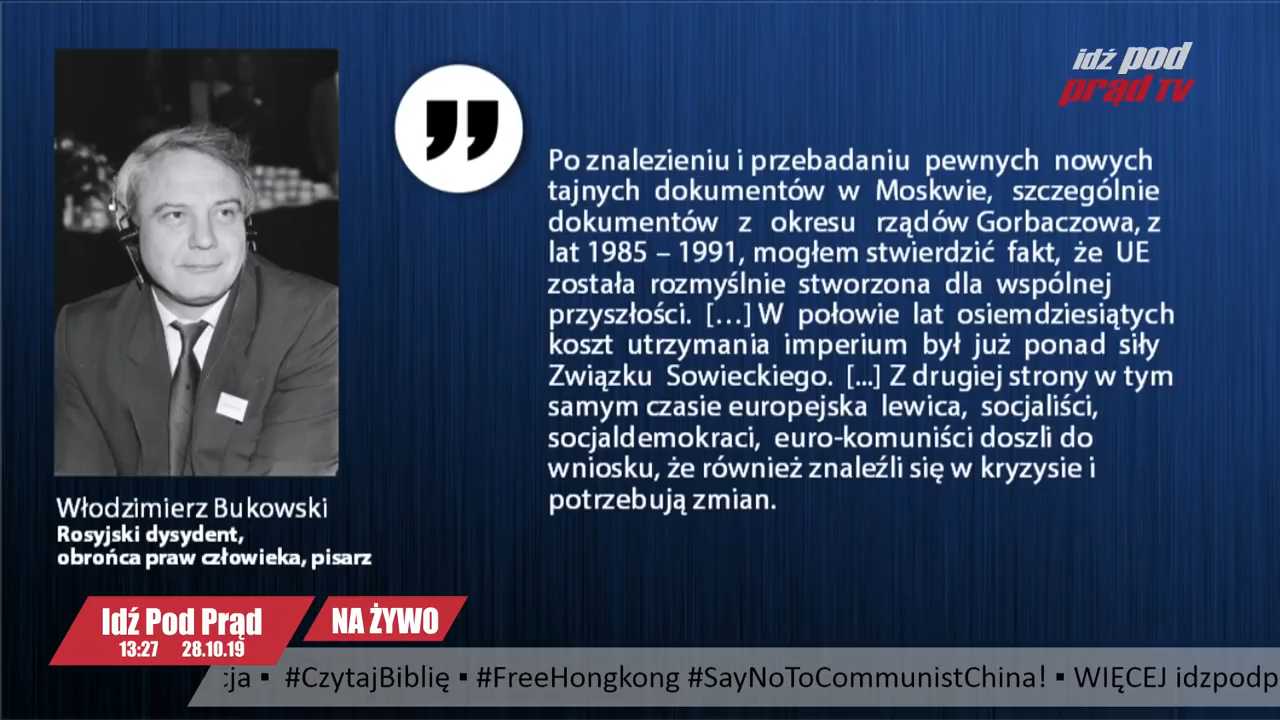 idź pod
prąd TV
Po znalezieniu i przebadaniu pewnych nowych
tajnych dokumentów w Moskwie, szczególnie
dokumentów z okresu rządów Gorbaczowa, z
lat 1985 – 1991, mogłem stwierdzić fakt, że UE
została rozmyślnie stworzona dla wspólnej
przyszłości. [...] W połowie lat osiemdziesiątych
koszt utrzymania imperium był już ponad siły
Związku Sowieckiego. [...] Z drugiej strony w tym
samym czasie europejska lewica, socjaliści,
socjaldemokraci, euro-komuniści doszli do
wniosku, że również znaleźli się w kryzysie i
potrzebują zmian.
Włodzimierz Bukowski
Rosyjski dysydent,
obrońca praw człowieka, pisarz
Idź Pod Prąd
NA ŻYWO
13:27 28.10.19
cja ▪ #CzytajBiblię ▪ #FreeHongkong #SayNoToCommunistChina! ▪ WIĘCEJ idzpodp